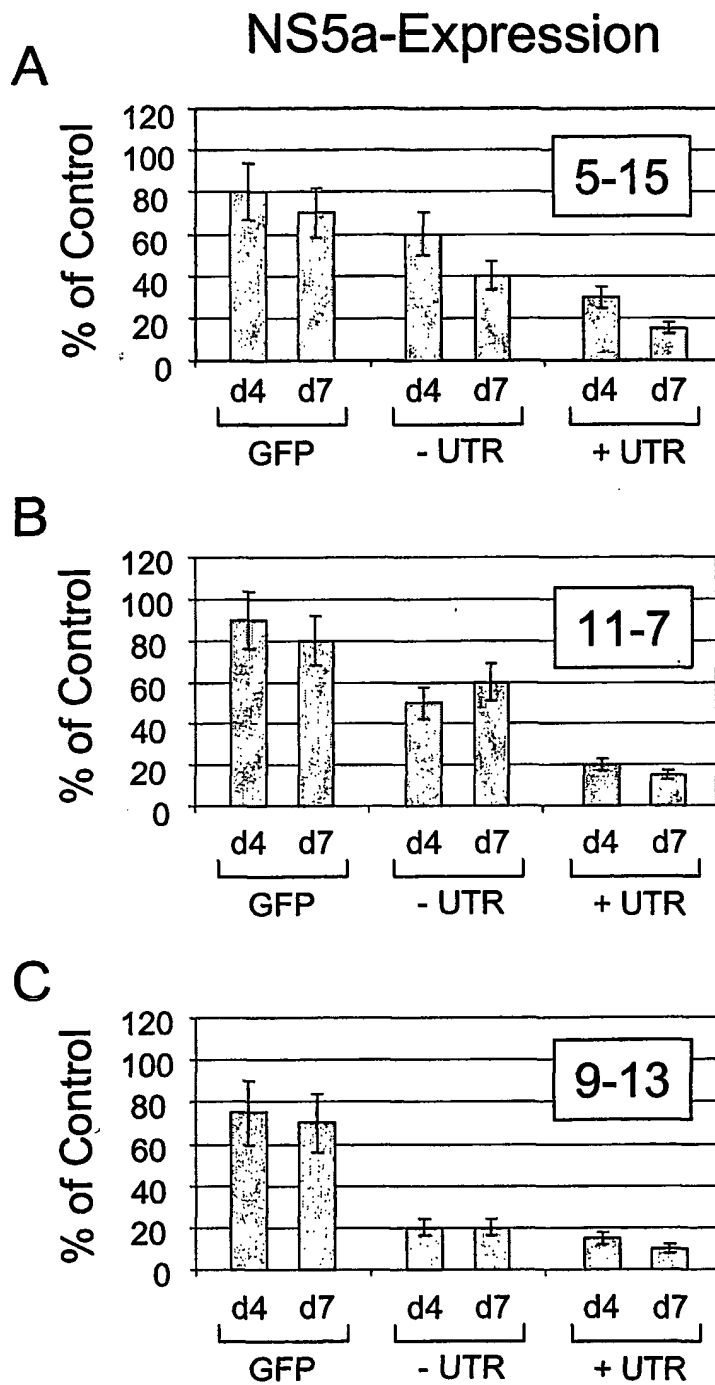 NS5a-Expression
A
% of Control
120
100
80
60
40
20
0
5-15
d4 d7 d4 d7 d4 d7
GFP - UTR + UTR
B
% of Control
120
100
80
60
40
20
0
11-7
d4 d7 d4 d7 d4 d7
GFP - UTR + UTR
C
% of Control
120
100
80
60
40
20
0
9-13
d4 d7 d4 d7 d4 d7
GFP - UTR + UTR